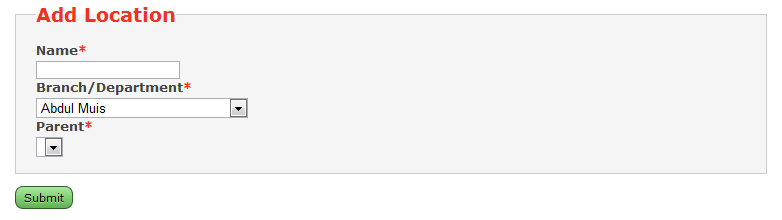 Add Location
Name*
Branch/Department*
Abdul Muis
Parent*
Submit